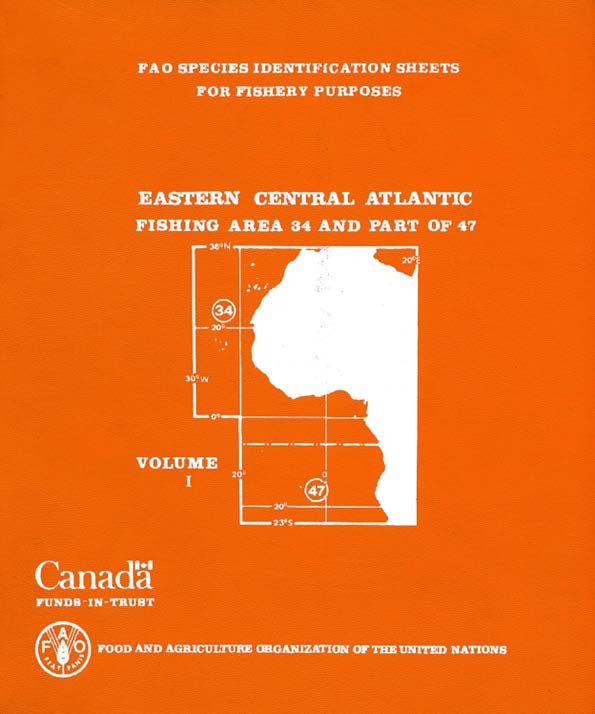 FAO SPECIES IDENTIFICATION SHEETS
FOR FISHERY PURPOSES
EASTERN CENTRAL ATLANTIC
FISHING AREA 34 AND PART OF 47
36°N
20°E
34
20°
30°W
0°
VOLUME
I
20°
0
47
20°
23°S
Canada
FUNDS-IN-TRUST
FAO
FIAT PANIS
FOOD AND AGRICULTURE ORGANIZATION OF THE UNITED NATIONS